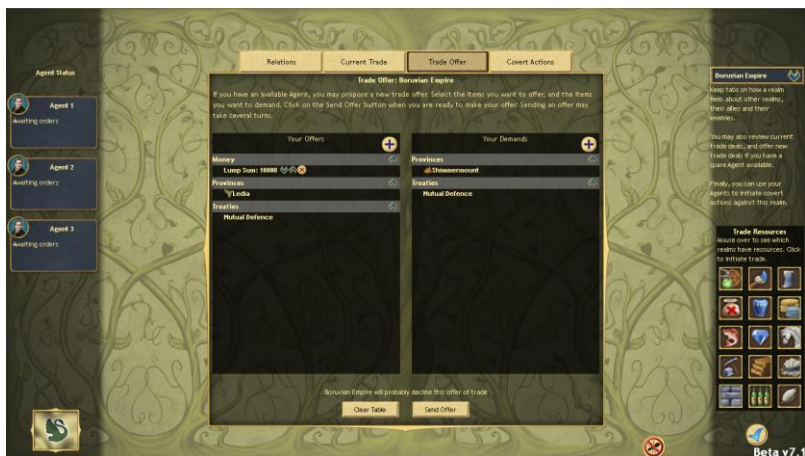 Agent Status
Agent 1
Awaiting orders
Agent 2
Awaiting orders
Agent 3
Awaiting orders
Relations
Current Trade
Trade Offer
Covert Actions
Trade Offer: Boruvian Empire
If you have an available Agent, you may propose a new trade offer. Select the Items you want to offer, and the Items
you want to demand. Click on the Send Offer button when you are ready to make your offer. Sending an offer may
take several turns.
Your Offers
Money
Lump Sum: 10000
Provinces
Ledia
Treaties
Mutual Defence
Your Demands
Provinces
Shimmermount
Treaties
Mutual Defence
Boruvian Empire will probably decline this offer of trade
Clear Table
Send Offer
Boruvian Empire
Keep tabs on how a realm
feels about other realms,
their allies and their
enemies.
You may also review current
trade deals, and offer new
trade deals if you have a
spare Agent available.
Finally, you can use your
Agents to initiate covert
actions against this realm.
Trade Resources
Mouse over to see which
realms have resources. Click
to initiate trade.
Beta v7.